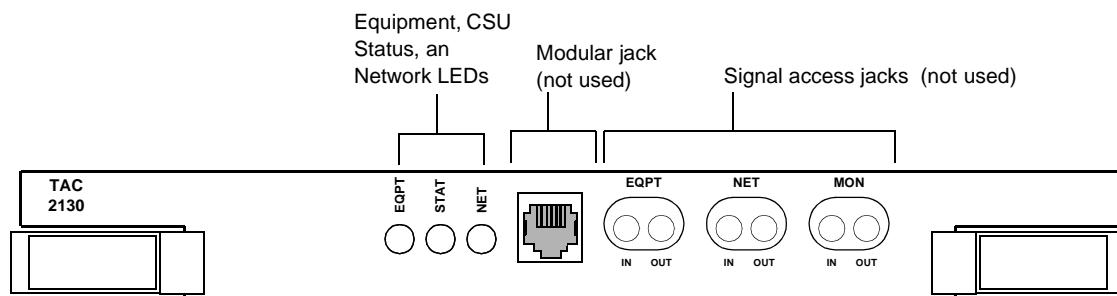 Equipment, CSU
Status, an
Network LEDs
Modular jack
(not used)
Signal access jacks (not used)
TAC
2130
EQPT
STAT
NET
EQPT
NET
MON
IN OUT
IN OUT
IN OUT